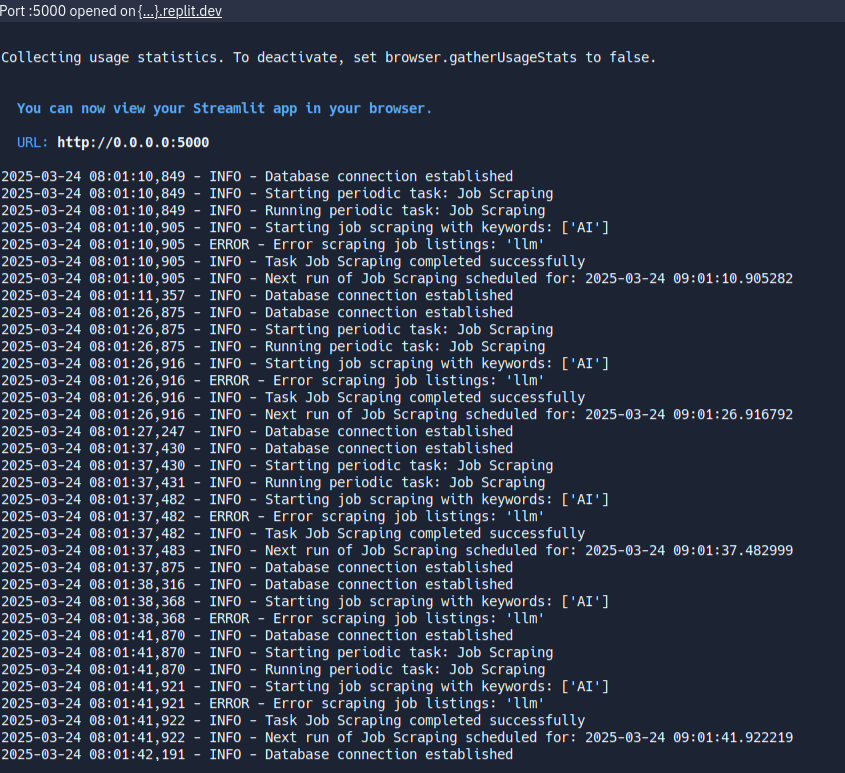 Port :5000 opened on {...}.replit.dev
Collecting usage statistics. To deactivate, set browser.gatherUsageStats to false.
You can now view your Streamlit app in your browser.
URL: http://0.0.0.0:5000
2025-03-24 08:01:10,849 - INFO - Database connection established
2025-03-24 08:01:10,849 - INFO - Starting periodic task: Job Scraping
2025-03-24 08:01:10,849 - INFO - Running periodic task: Job Scraping
2025-03-24 08:01:10,905 - INFO - Starting job scraping with keywords: ['AI']
2025-03-24 08:01:10,905 - ERROR - Error scraping job listings: 'llm'
2025-03-24 08:01:10,905 - INFO - Task Job Scraping completed successfully
2025-03-24 08:01:10,905 - INFO - Next run of Job Scraping scheduled for: 2025-03-24 09:01:10.905282
2025-03-24 08:01:11,357 - INFO - Database connection established
2025-03-24 08:01:26,875 - INFO - Database connection established
2025-03-24 08:01:26,875 - INFO - Starting periodic task: Job Scraping
2025-03-24 08:01:26,875 - INFO - Running periodic task: Job Scraping
2025-03-24 08:01:26,916 - INFO - Starting job scraping with keywords: ['AI']
2025-03-24 08:01:26,916 - ERROR - Error scraping job listings: 'llm'
2025-03-24 08:01:26,916 - INFO - Task Job Scraping completed successfully
2025-03-24 08:01:26,916 - INFO - Next run of Job Scraping scheduled for: 2025-03-24 09:01:26.916792
2025-03-24 08:01:27,247 - INFO - Database connection established
2025-03-24 08:01:37,430 - INFO - Database connection established
2025-03-24 08:01:37,430 - INFO - Starting periodic task: Job Scraping
2025-03-24 08:01:37,431 - INFO - Running periodic task: Job Scraping
2025-03-24 08:01:37,482 - INFO - Starting job scraping with keywords: ['AI']
2025-03-24 08:01:37,482 - ERROR - Error scraping job listings: 'llm'
2025-03-24 08:01:37,482 - INFO - Task Job Scraping completed successfully
2025-03-24 08:01:37,483 - INFO - Next run of Job Scraping scheduled for: 2025-03-24 09:01:37.482999
2025-03-24 08:01:37,875 - INFO - Database connection established
2025-03-24 08:01:38,316 - INFO - Database connection established
2025-03-24 08:01:38,368 - INFO - Starting job scraping with keywords: ['AI']
2025-03-24 08:01:38,368 - ERROR - Error scraping job listings: 'llm'
2025-03-24 08:01:41,870 - INFO - Database connection established
2025-03-24 08:01:41,870 - INFO - Starting periodic task: Job Scraping
2025-03-24 08:01:41,870 - INFO - Running periodic task: Job Scraping
2025-03-24 08:01:41,921 - INFO - Starting job scraping with keywords: ['AI']
2025-03-24 08:01:41,921 - ERROR - Error scraping job listings: 'llm'
2025-03-24 08:01:41,922 - INFO - Task Job Scraping completed successfully
2025-03-24 08:01:41,922 - INFO - Next run of Job Scraping scheduled for: 2025-03-24 09:01:41.922219
2025-03-24 08:01:42,191 - INFO - Database connection established